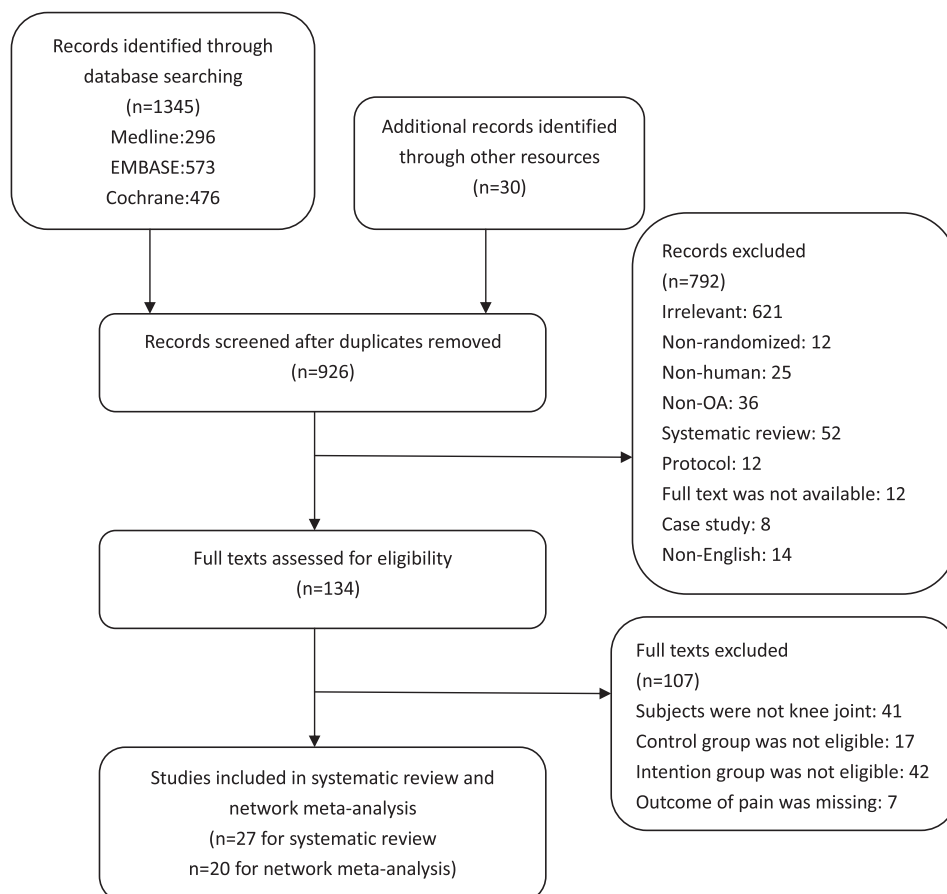 Records identified through
database searching
(n=1345)
Medline:296
EMBASE:573
Cochrane:476
Additional records identified
through other resources
(n=30)
Records screened after duplicates removed
(n=926)
Records excluded
(n=792)
Irrelevant: 621
Non-randomized: 12
Non-human: 25
Non-OA: 36
Systematic review: 52
Protocol: 12
Full text was not available: 12
Case study: 8
Non-English: 14
Full texts assessed for eligibility
(n=134)
Full texts excluded
(n=107)
Subjects were not knee joint: 41
Control group was not eligible: 17
Intention group was not eligible: 42
Outcome of pain was missing: 7
Studies included in systematic review and
network meta-analysis
(n=27 for systematic review
n=20 for network meta-analysis)